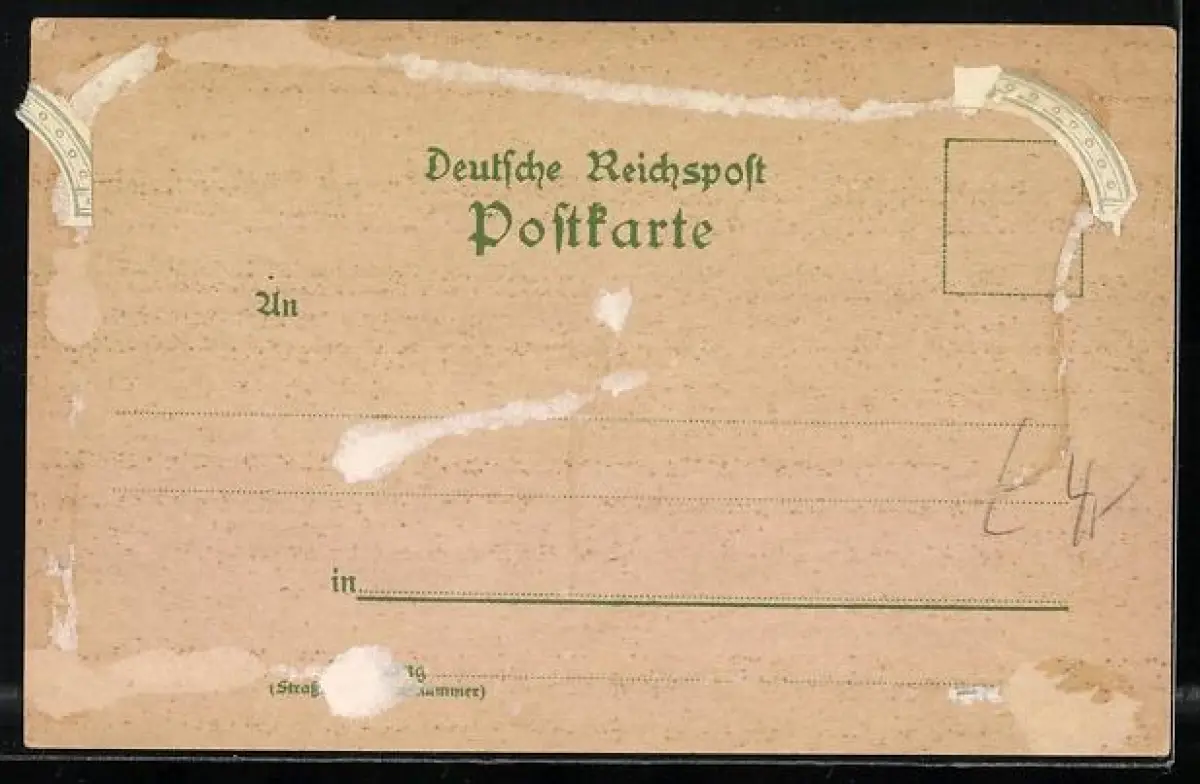 Deutsche Reichspost
Postkarte
An
in
(Straß